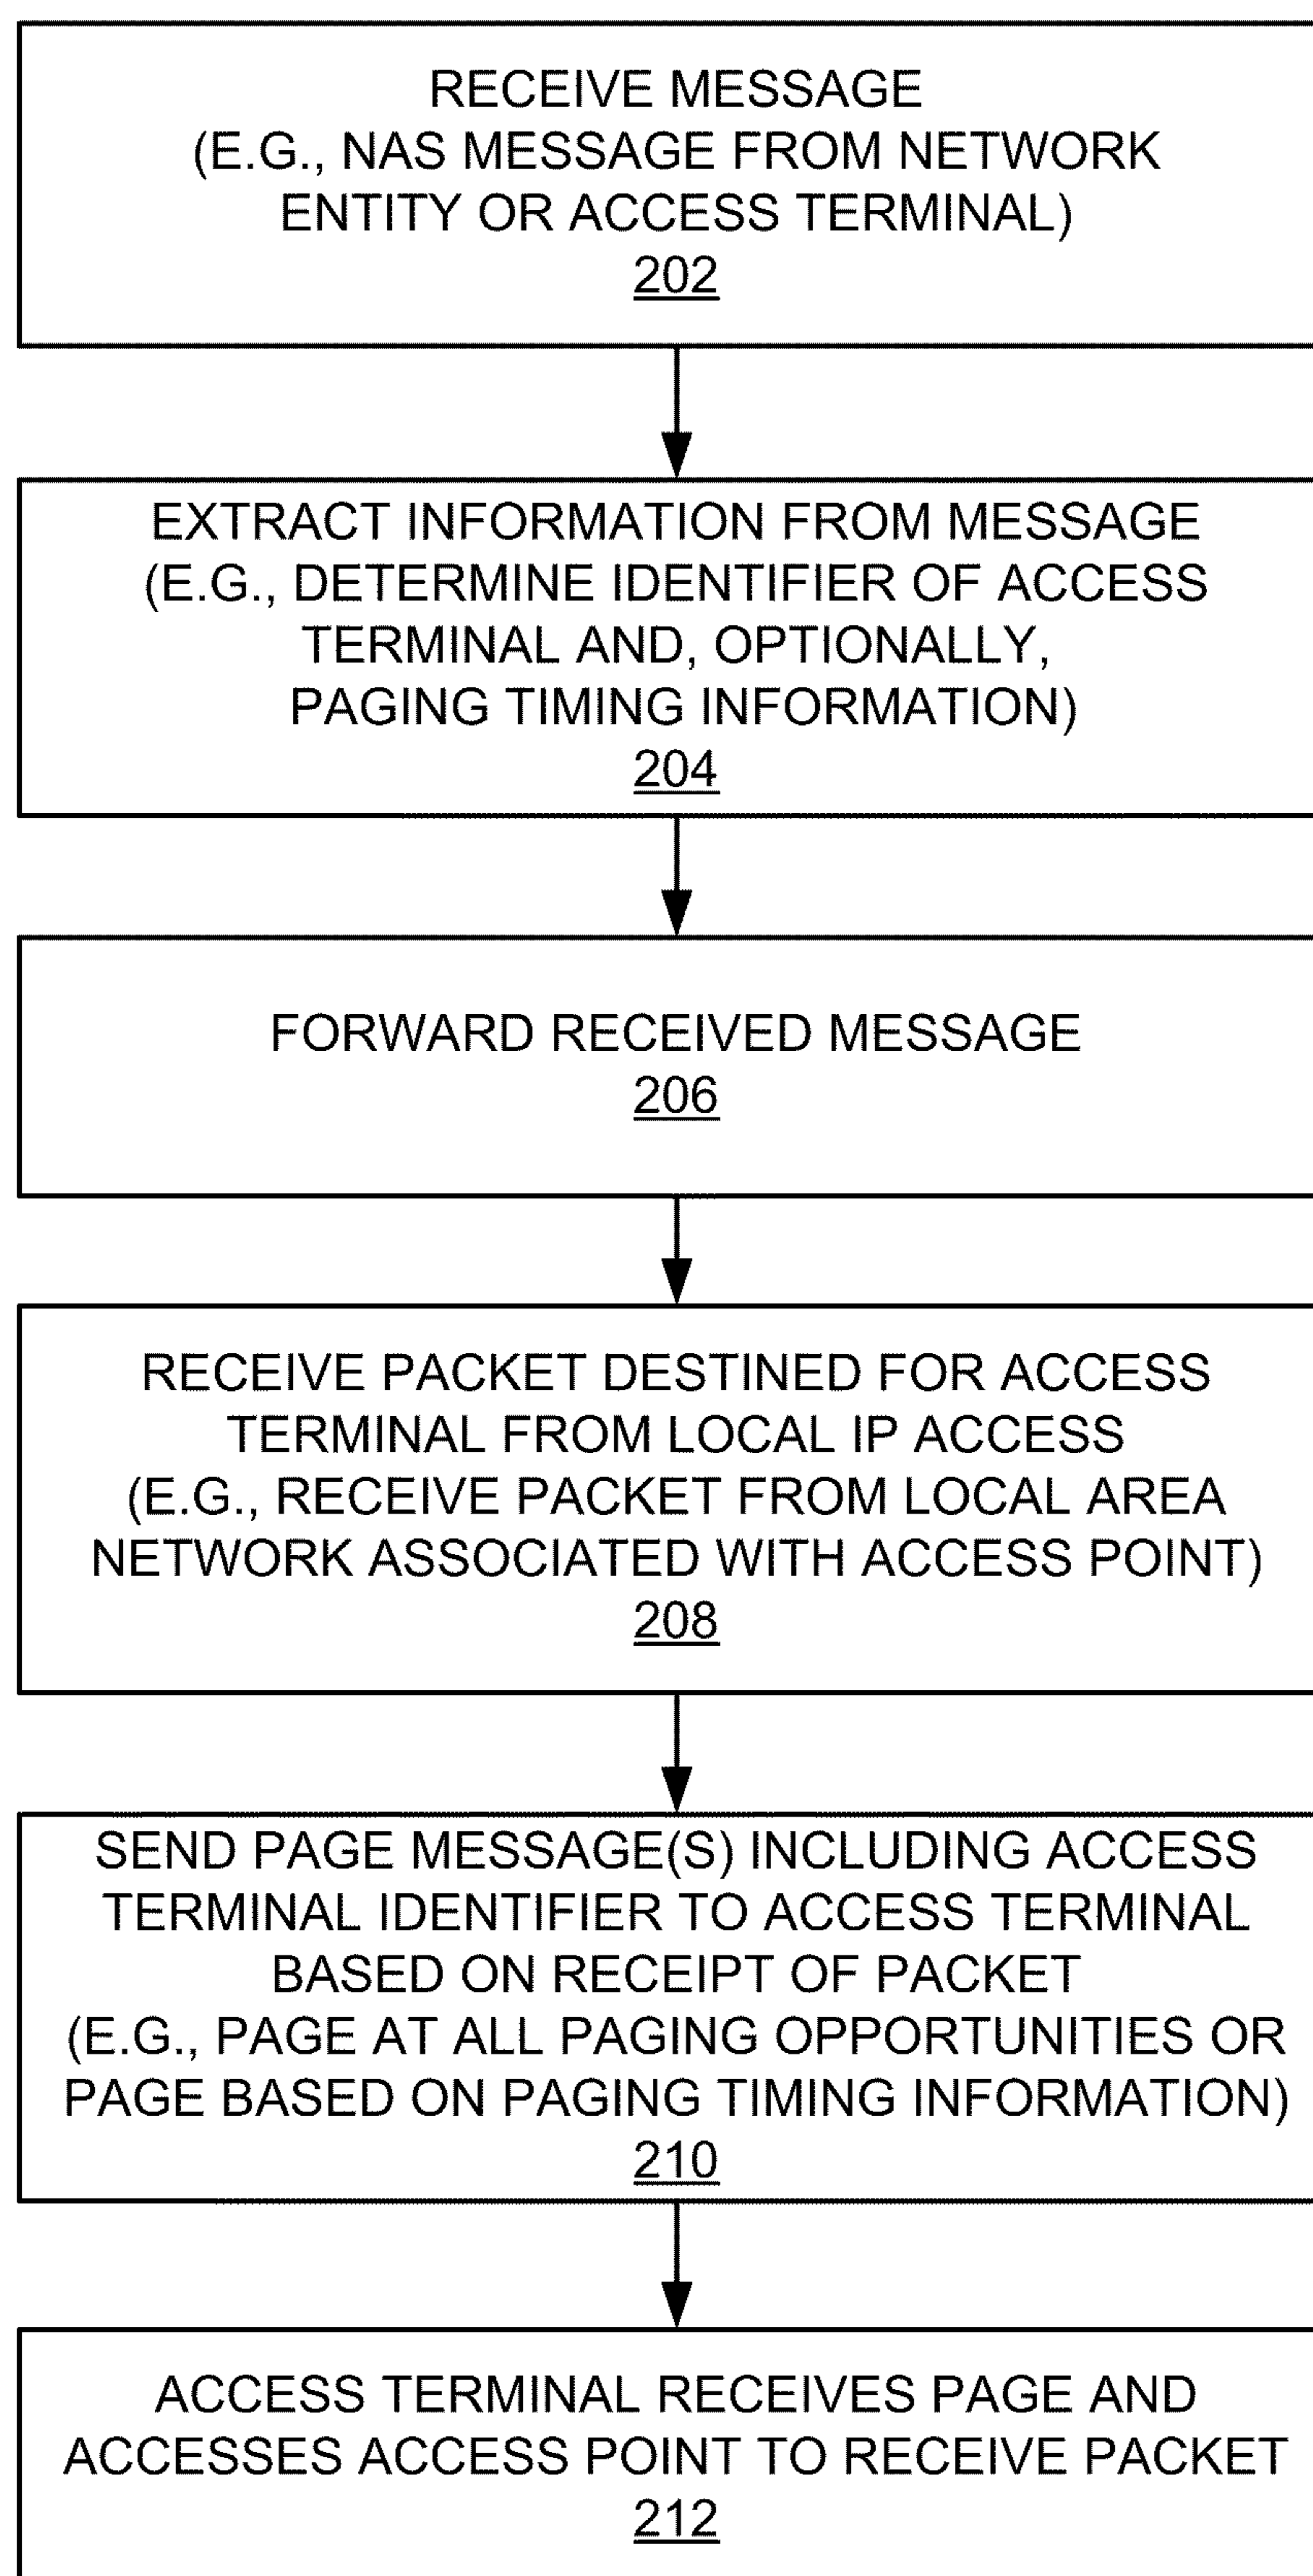 RECEIVE MESSAGE
(E.G., NAS MESSAGE FROM NETWORK
ENTITY OR ACCESS TERMINAL)
202
EXTRACT INFORMATION FROM MESSAGE
(E.G., DETERMINE IDENTIFIER OF ACCESS
TERMINAL AND, OPTIONALLY,
PAGING TIMING INFORMATION)
204
FORWARD RECEIVED MESSAGE
206
RECEIVE PACKET DESTINED FOR ACCESS
TERMINAL FROM LOCAL IP ACCESS
(E.G., RECEIVE PACKET FROM LOCAL AREA
NETWORK ASSOCIATED WITH ACCESS POINT)
208
SEND PAGE MESSAGE(S) INCLUDING ACCESS
TERMINAL IDENTIFIER TO ACCESS TERMINAL
BASED ON RECEIPT OF PACKET
(E.G., PAGE AT ALL PAGING OPPORTUNITIES OR
PAGE BASED ON PAGING TIMING INFORMATION)
210
ACCESS TERMINAL RECEIVES PAGE AND
ACCESSES ACCESS POINT TO RECEIVE PACKET
212